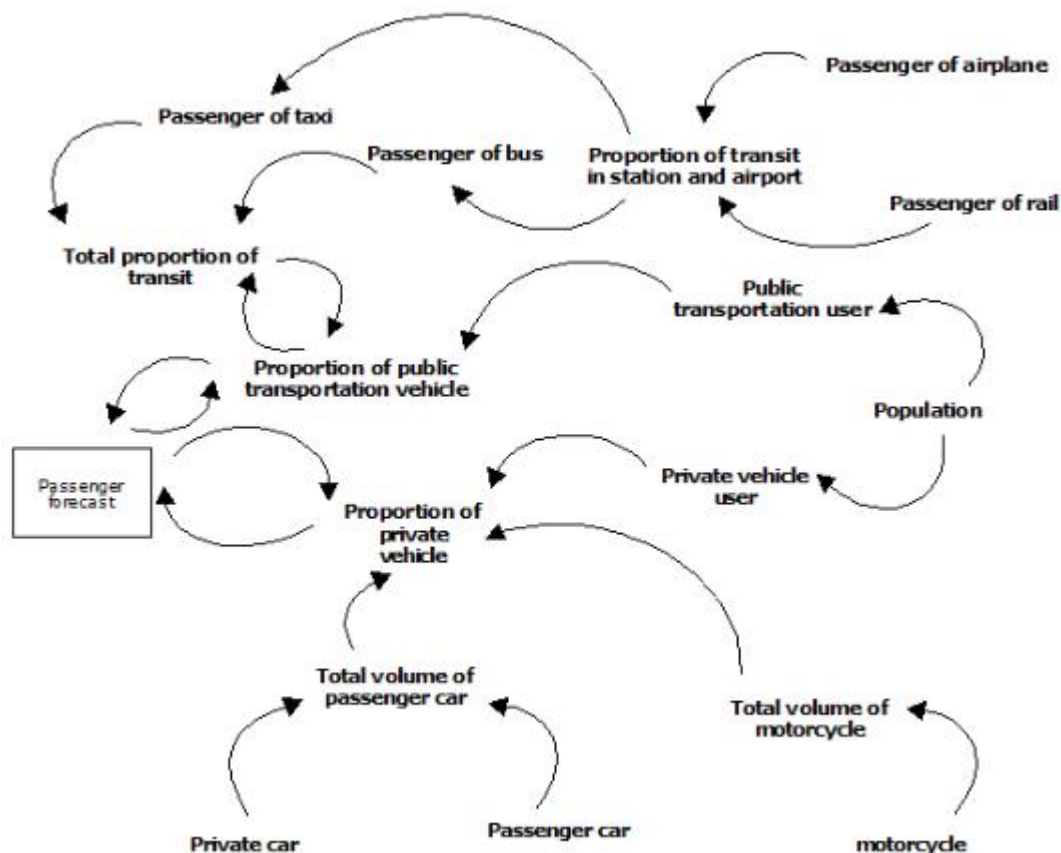 Passenger of airplane
Passenger of taxi
Passenger of bus
Proportion of transit
in station and airport
Passenger of rail
Total proportion of
transit
Public
transportation user
Proportion of public
transportation vehicle
Population
Passenger
forecast
Private vehicle
user
Proportion of
private
vehicle
Total volume of
passenger car
Total volume of
motorcycle
Private car
Passenger car
motorcycle